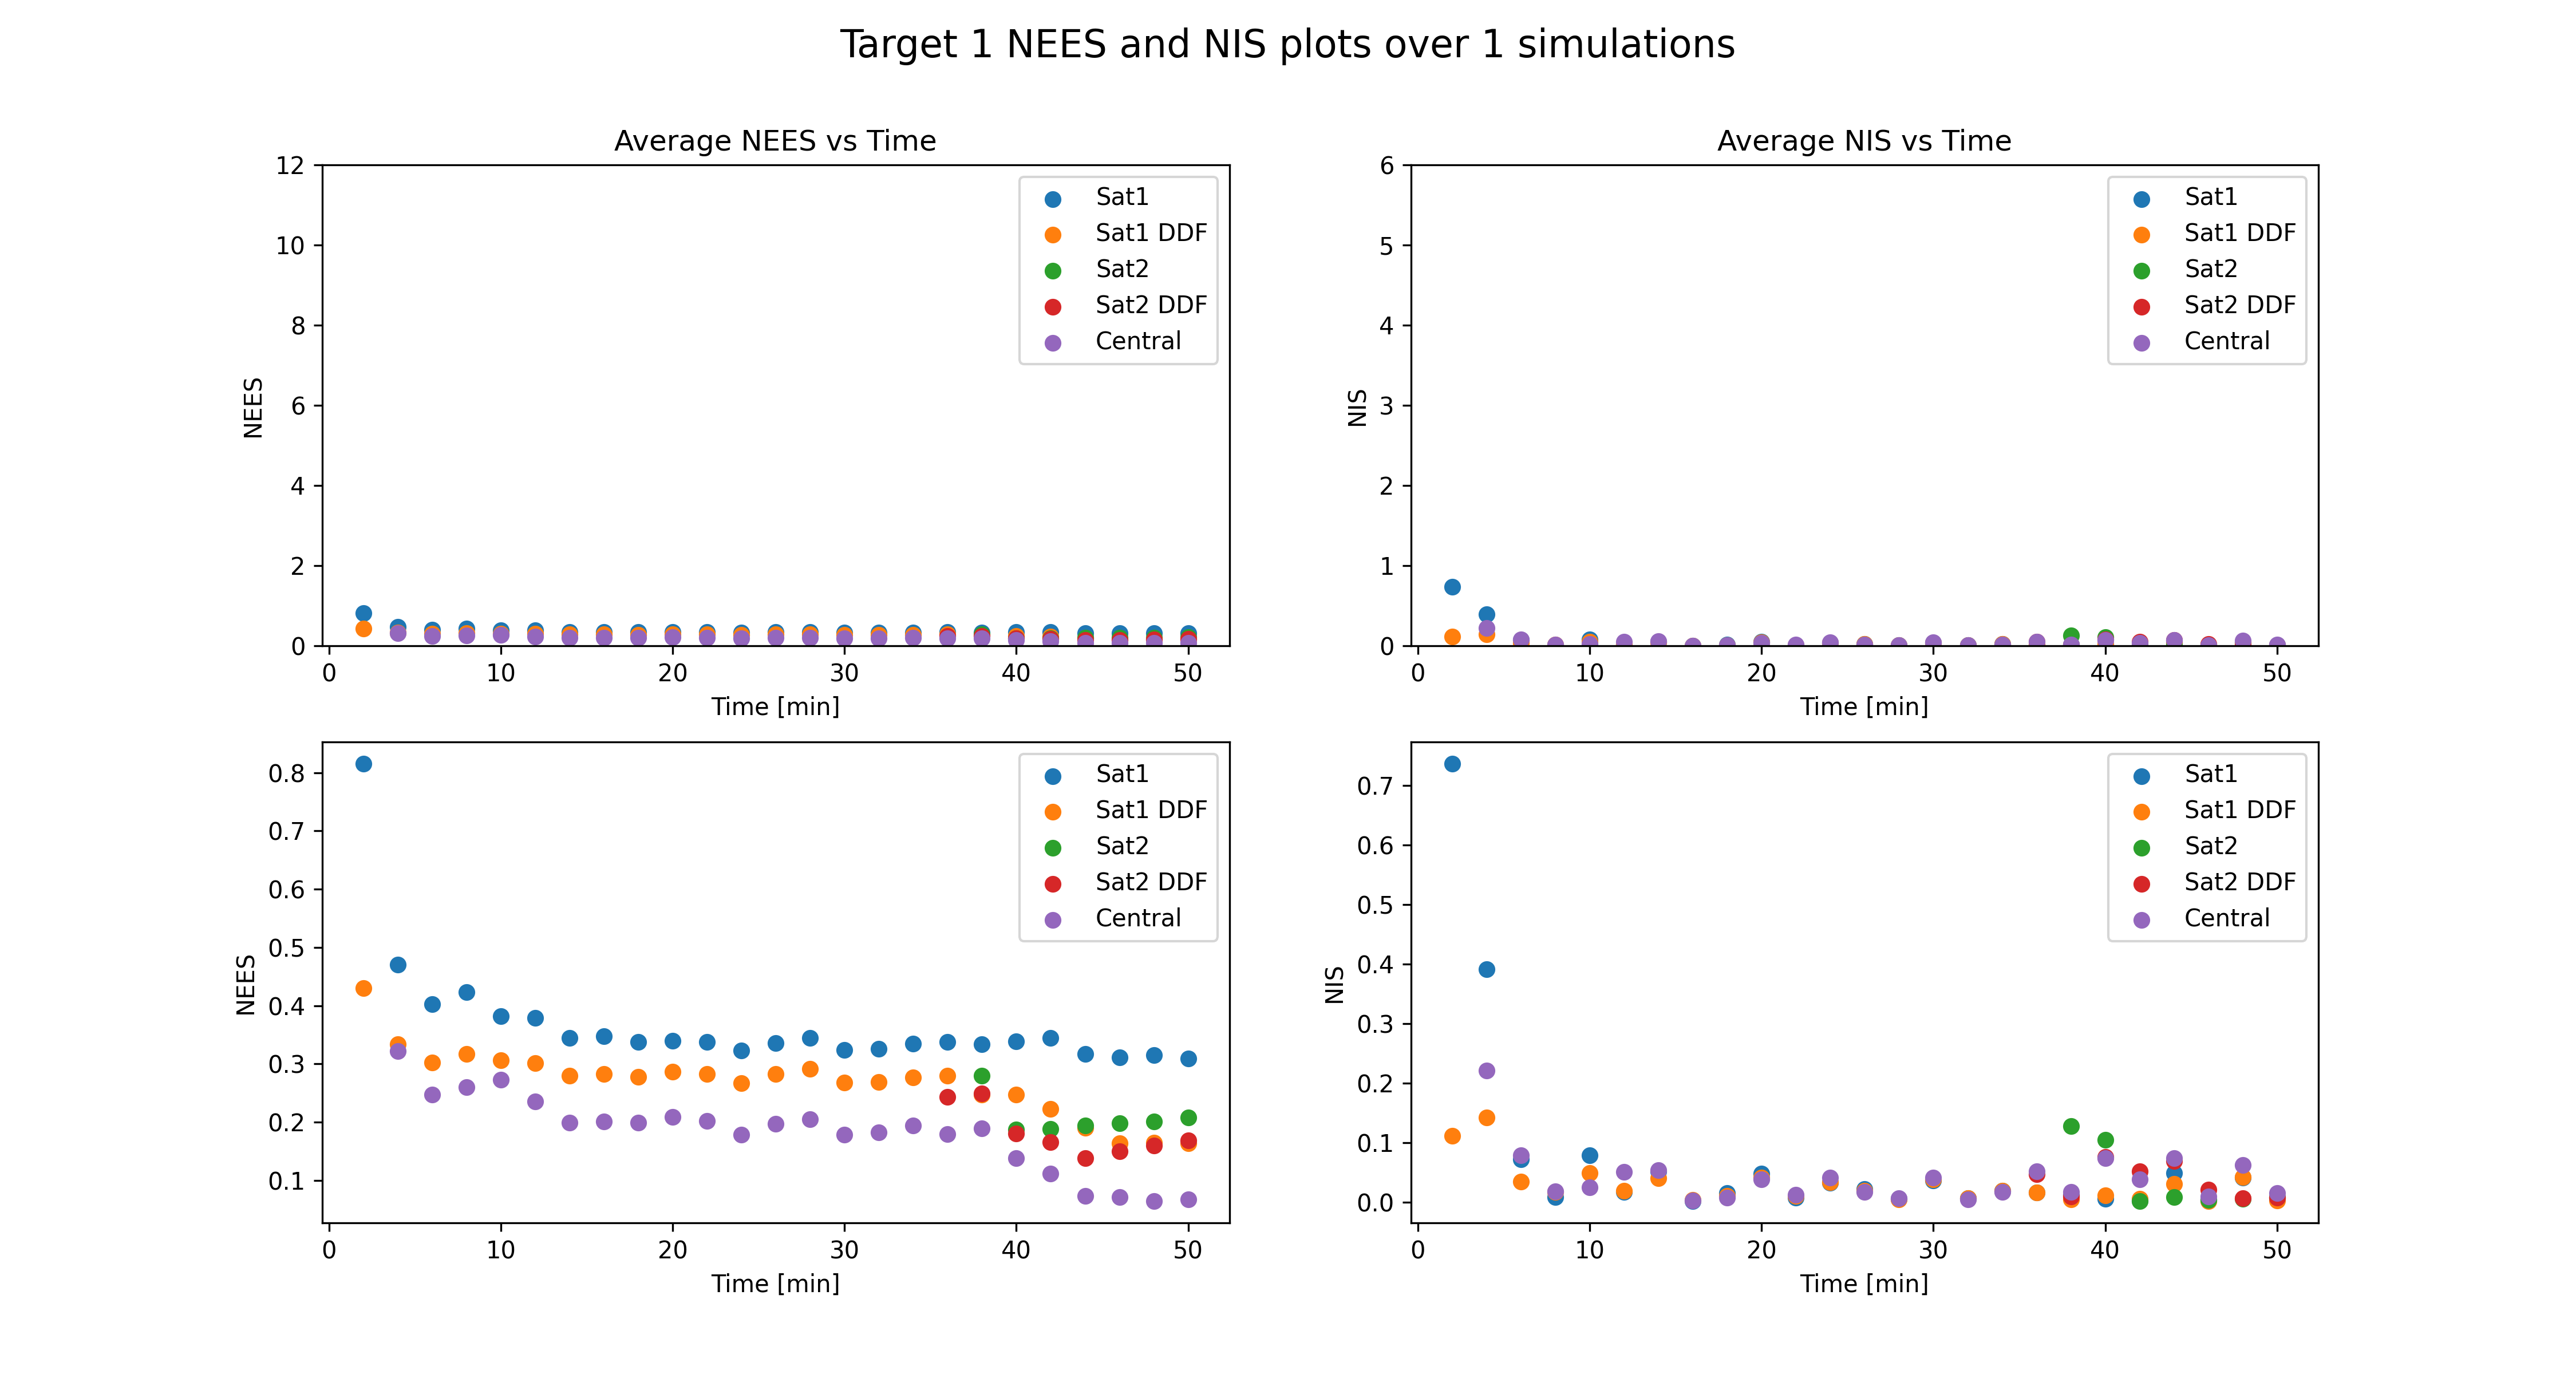 Target 1 NEES and NIS plots over 1 simulations
Average NEES vs Time
12
10
8
6
4
2
0
NEES
0 10 20 30 40 50
Time [min]
Sat1
Sat1 DDF
Sat2
Sat2 DDF
Central
Average NIS vs Time
6
5
4
3
2
1
0
NIS
0 10 20 30 40 50
Time [min]
Sat1
Sat1 DDF
Sat2
Sat2 DDF
Central
0.8
0.7
0.6
0.5
0.4
0.3
0.2
0.1
NEES
0 10 20 30 40 50
Time [min]
Sat1
Sat1 DDF
Sat2
Sat2 DDF
Central
0.7
0.6
0.5
0.4
0.3
0.2
0.1
0.0
NIS
0 10 20 30 40 50
Time [min]
Sat1
Sat1 DDF
Sat2
Sat2 DDF
Central